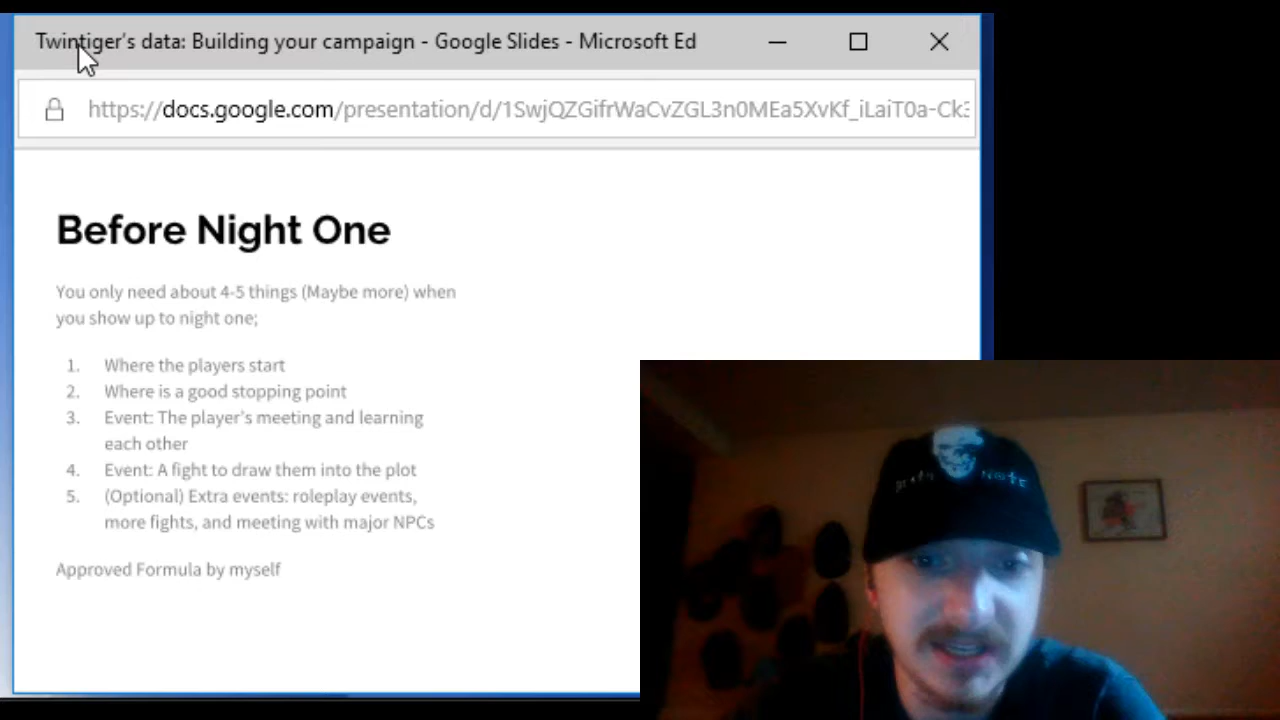 Twintiger's data: Building your campaign - Google Slides - Microsoft Ed
https://docs.google.com/presentation/d/1SwjQZGifrWaCvZGL3n0MEa5XvKf_iLaiT0a-Ck3
Before Night One
You only need about 4-5 things (Maybe more) when
you show up to night one;
1. Where the players start
2. Where is a good stopping point
3. Event: The player's meeting and learning
each other
4. Event: A fight to draw them into the plot
5. (Optional) Extra events: roleplay events,
more fights, and meeting with major NPCs
Approved Formula by myself